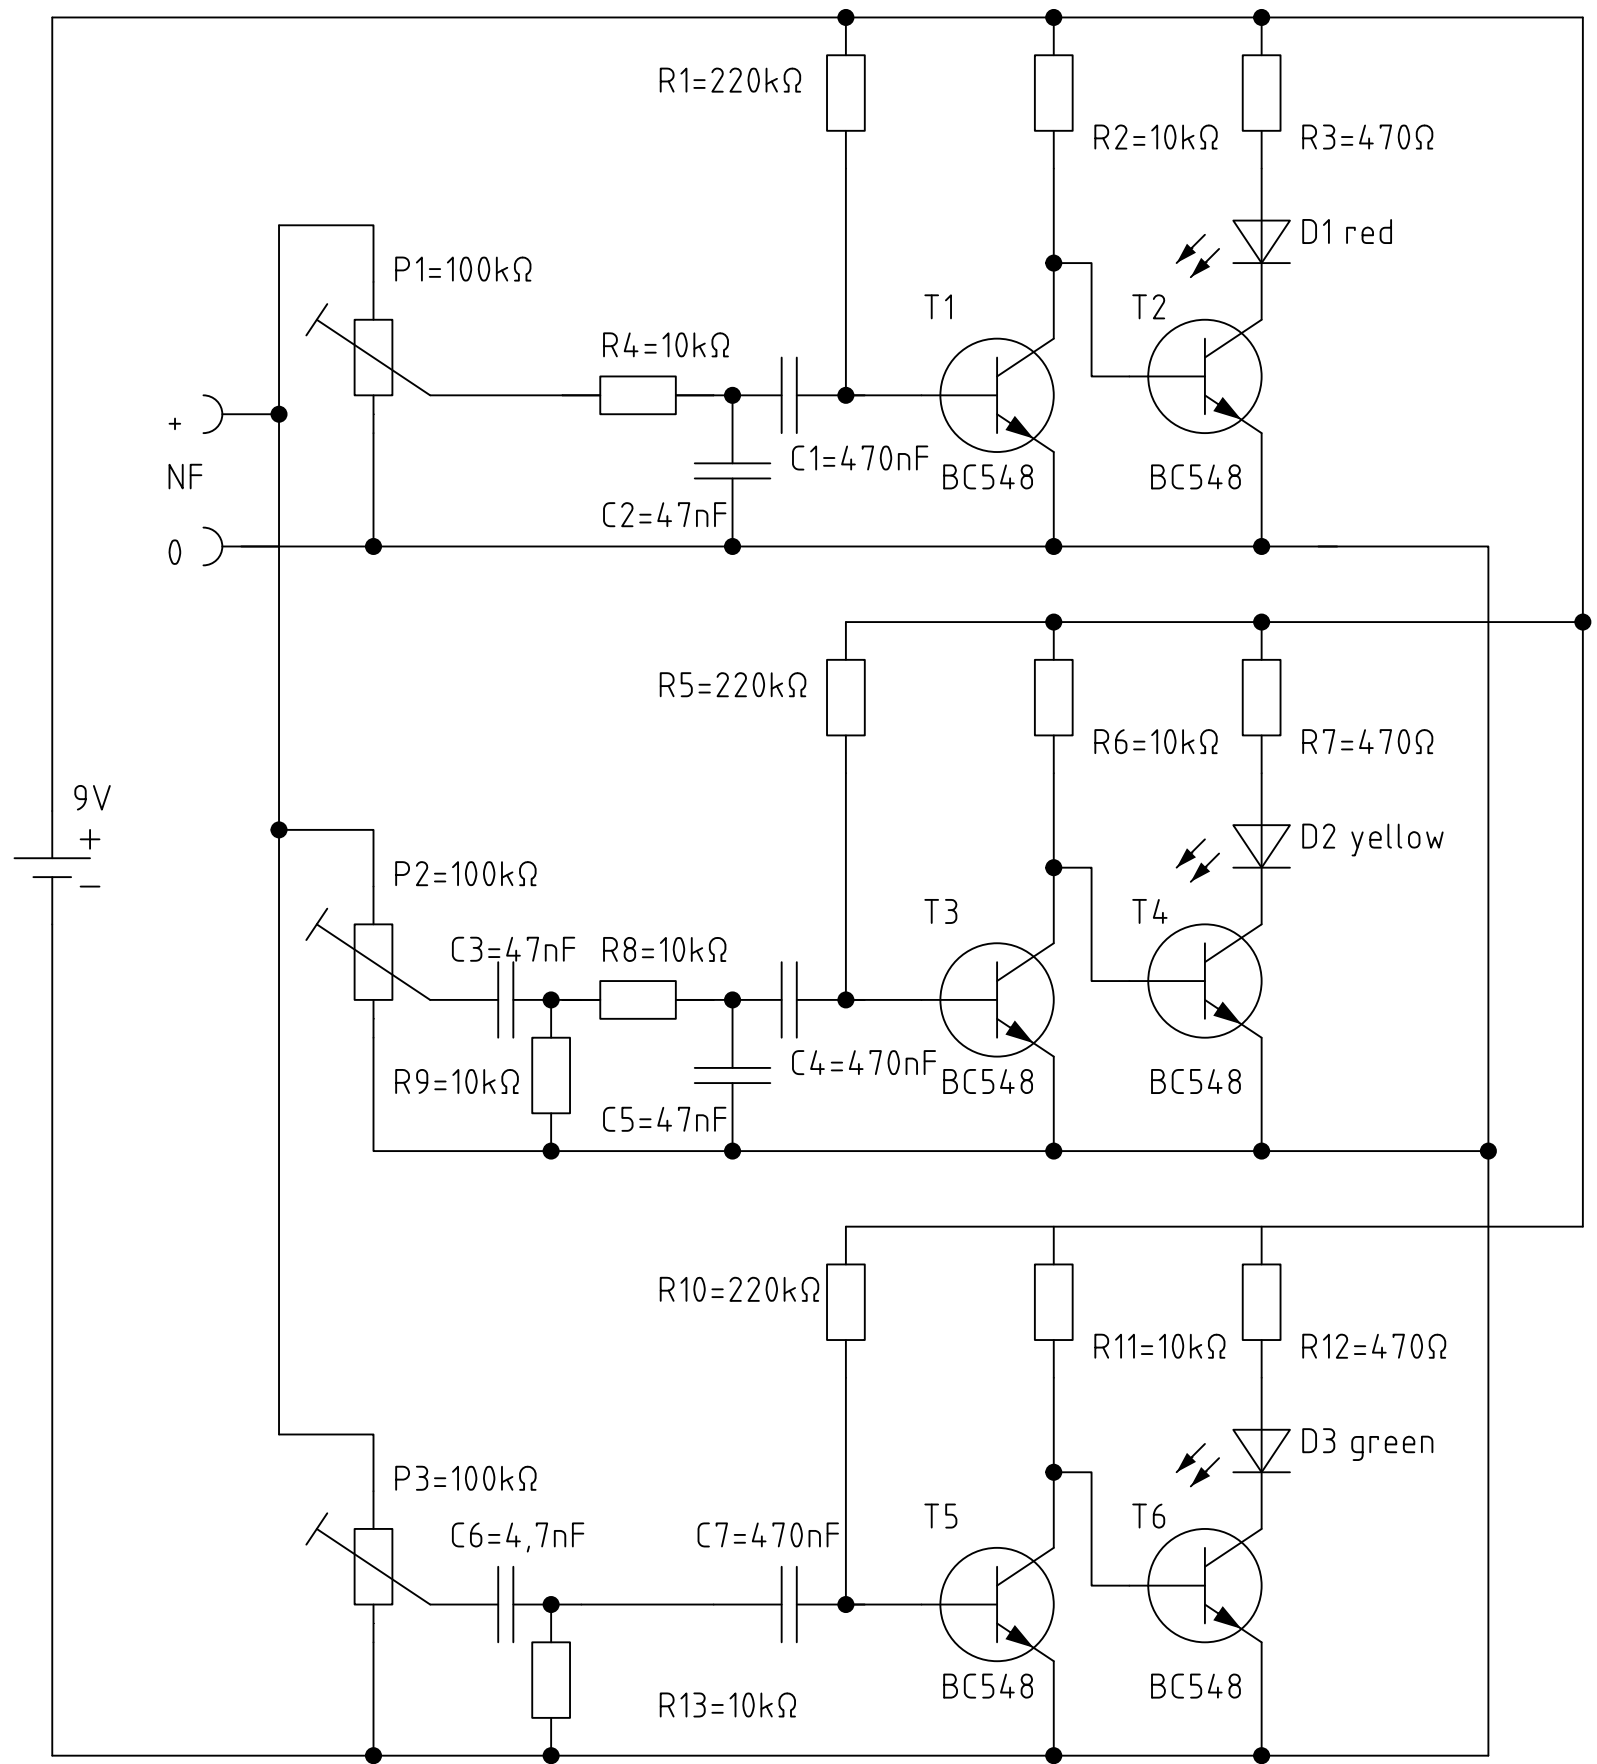 R1=220kΩ
R2=10kΩ
R3=470Ω
D1 red
P1=100kΩ
T1
T2
R4=10kΩ
+
NF
0
C1=470nF
BC548
BC548
C2=47nF
R5=220kΩ
R6=10kΩ
R7=470Ω
9V
+
−
D2 yellow
P2=100kΩ
T3
T4
C3=47nF
R8=10kΩ
C4=470nF
R9=10kΩ
BC548
BC548
C5=47nF
R10=220kΩ
R11=10kΩ
R12=470Ω
D3 green
P3=100kΩ
T5
T6
C6=4,7nF
C7=470nF
BC548
BC548
R13=10kΩ